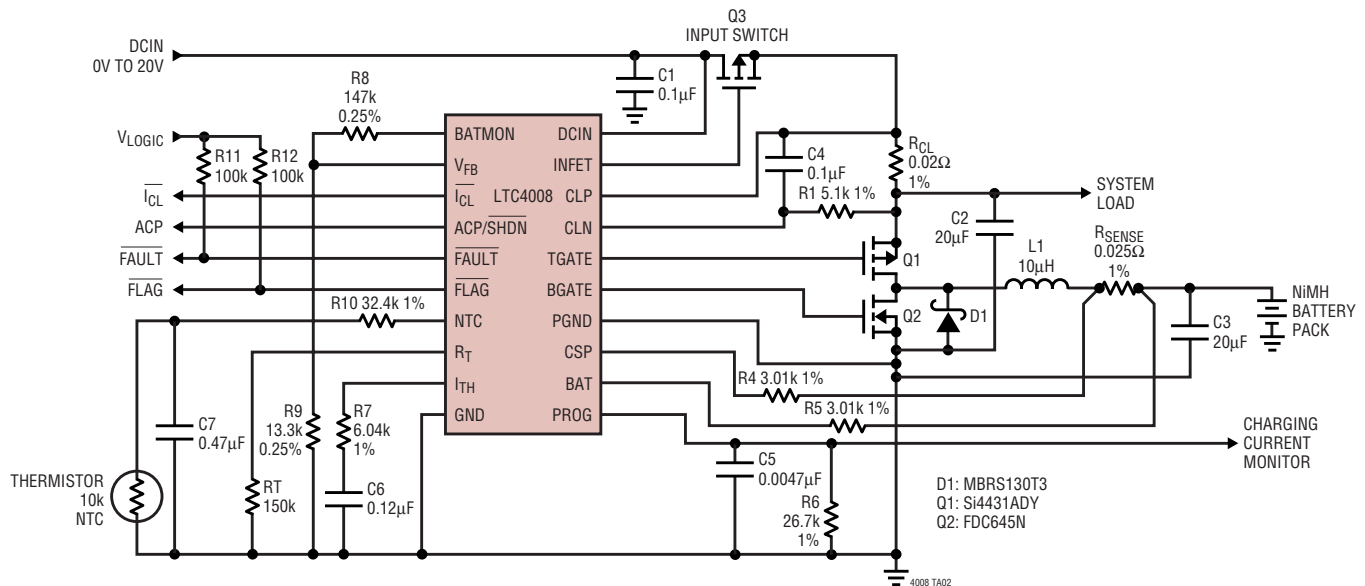 Q3
INPUT SWITCH
DCIN
0V TO 20V
C1
0.1µF
R8
147k
0.25%
VLOGIC
R11
100k
R12
100k
ICL
ACP
FAULT
FLAG
BATMON
VFB
ICL
ACP/SHDN
FAULT
FLAG
NTC
RT
ITH
GND
LTC4008
DCIN
INFET
CLP
CLN
TGATE
BGATE
PGND
CSP
BAT
PROG
C4
0.1µF
R1 5.1k 1%
RCL
0.02Ω
1%
SYSTEM
LOAD
C2
20µF
Q1
L1
10µH
RSENSE
0.025Ω
1%
Q2
D1
NiMH
BATTERY
PACK
C3
20µF
R10 32.4k 1%
R4 3.01k 1%
R5 3.01k 1%
C7
0.47µF
R9
13.3k
0.25%
R7
6.04k
1%
THERMISTOR
10k
NTC
RT
150k
C6
0.12µF
C5
0.0047µF
R6
26.7k
1%
CHARGING
CURRENT
MONITOR
D1: MBRS130T3
Q1: Si4431ADY
Q2: FDC645N
4008 TA02